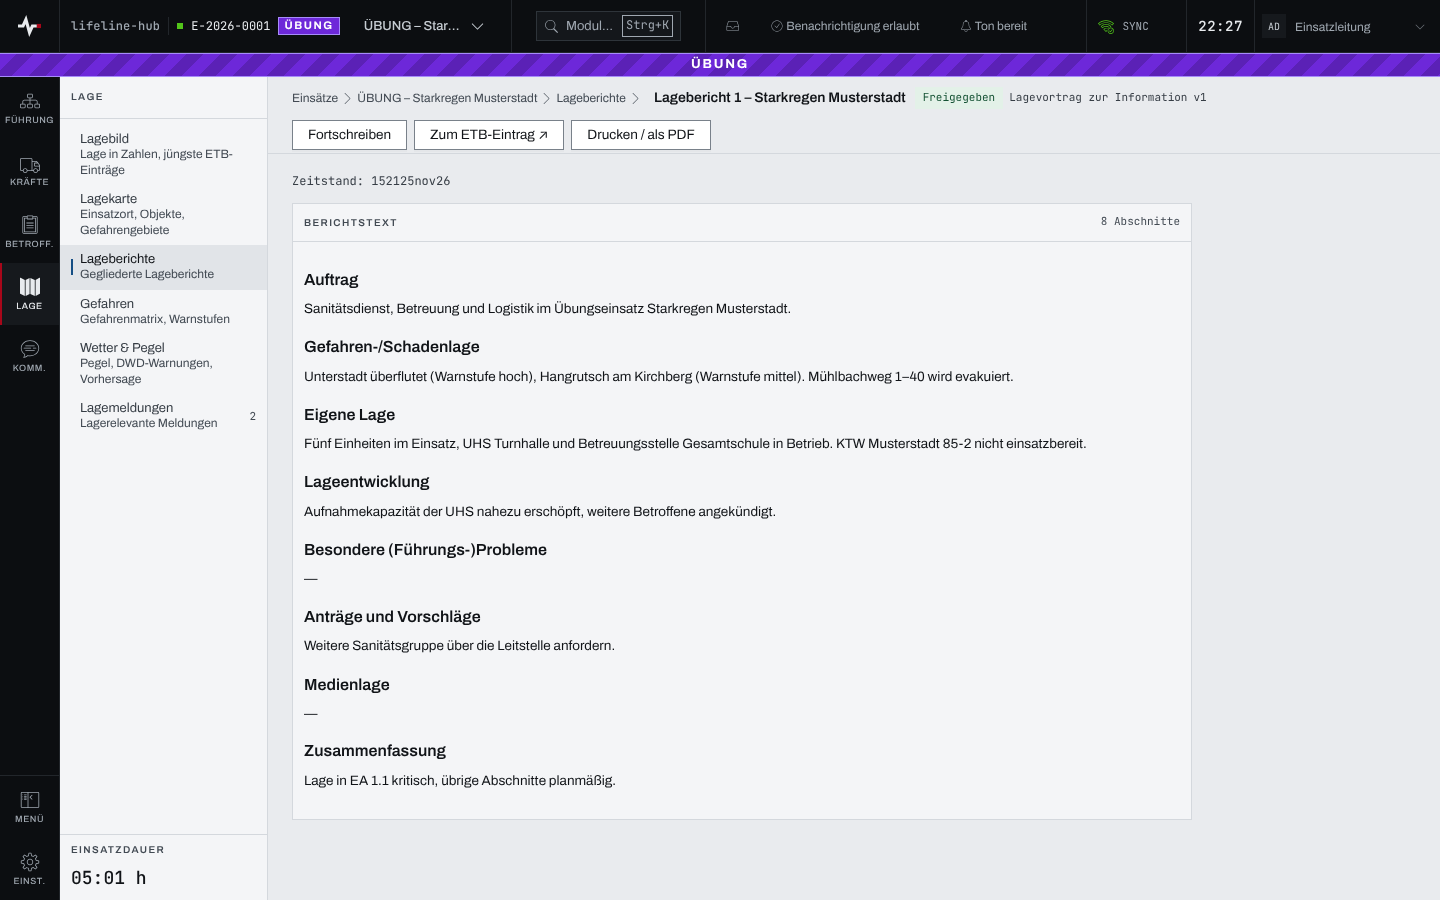 lifeline-hub
E-2026-0001 ÜBUNG
ÜBUNG – Star...
Modul... Strg+K
Benachrichtigung erlaubt
Ton bereit
SYNC
22:27
AD Einsatzleitung
ÜBUNG
FÜHRUNG
KRÄFTE
BETROFF.
LAGE
KOMM.
MENÜ
EINST.
LAGE
Lagebild
Lage in Zahlen, jüngste ETB-
Einträge
Lagekarte
Einsatzort, Objekte,
Gefahrengebiete
Lageberichte
Gegliederte Lageberichte
Gefahren
Gefahrenmatrix, Warnstufen
Wetter & Pegel
Pegel, DWD-Warnungen,
Vorhersage
Lagemeldungen
Lagerelevante Meldungen 2
EINSATZDAUER
05:01 h
Einsätze > ÜBUNG – Starkregen Musterstadt > Lageberichte > Lagebericht 1 – Starkregen Musterstadt Freigegeben Lagevortrag zur Information v1
Fortschreiben Zum ETB-Eintrag ↗ Drucken / als PDF
Zeitstand: 152125nov26
BERICHTSTEXT 8 Abschnitte
Auftrag
Sanitätsdienst, Betreuung und Logistik im Übungseinsatz Starkregen Musterstadt.
Gefahren-/Schadenlage
Unterstadt überflutet (Warnstufe hoch), Hangrutsch am Kirchberg (Warnstufe mittel). Mühlbachweg 1–40 wird evakuiert.
Eigene Lage
Fünf Einheiten im Einsatz, UHS Turnhalle und Betreuungsstelle Gesamtschule in Betrieb. KTW Musterstadt 85-2 nicht einsatzbereit.
Lageentwicklung
Aufnahmekapazität der UHS nahezu erschöpft, weitere Betroffene angekündigt.
Besondere (Führungs-)Probleme
—
Anträge und Vorschläge
Weitere Sanitätsgruppe über die Leitstelle anfordern.
Medienlage
—
Zusammenfassung
Lage in EA 1.1 kritisch, übrige Abschnitte planmäßig.